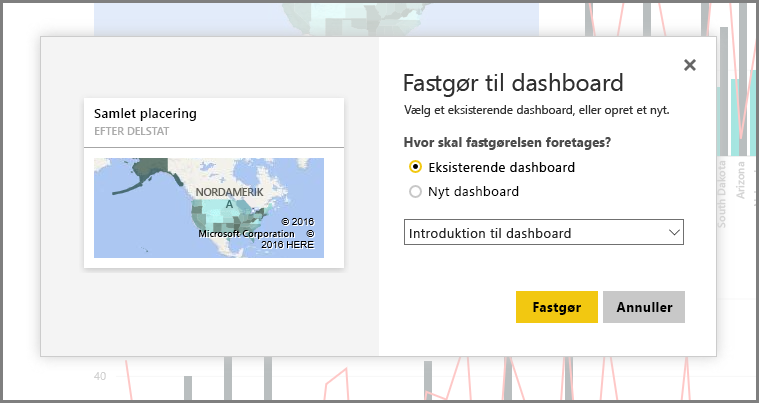 Fastgør til dashboard
Vælg et eksisterende dashboard, eller opret et nyt.
Samlet placering
EFTER DELSTAT
NORDAMERIK
A
© 2016
Microsoft Corporation ©
2016 HERE
Hvor skal fastgørelsen foretages?
Eksisterende dashboard
Nyt dashboard
Introduktion til dashboard
Fastgør
Annuller
South Dakota
Arizona
40